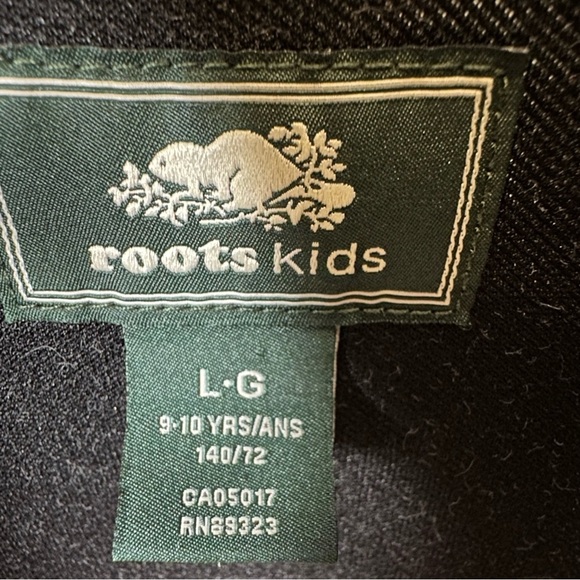 roots kids
L·G
9-10 YRS/ANS
140/72
CA05017
RN89323